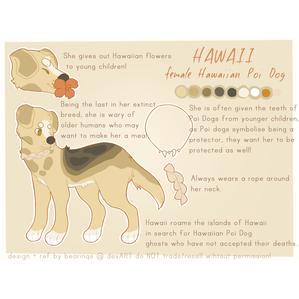 HAWAII
female Hawaiian Poi Dog
She gives out Hawaiian flowers
to young children!
Being the last in her extinct
breed, she is wary of
older humans who may
want to make her a meal
She is often given the teeth of
Poi Dogs from younger children,
as Poi dogs symbolise being a
protector, they want her to be
protected as well!
Always wears a rope around
her neck.
Hawaii roams the islands of Hawaii
in search for Hawaiian Poi Dog
ghosts who have not accepted their deaths.
design + ref by bearings @ devART do NOT trade/resell without permission!